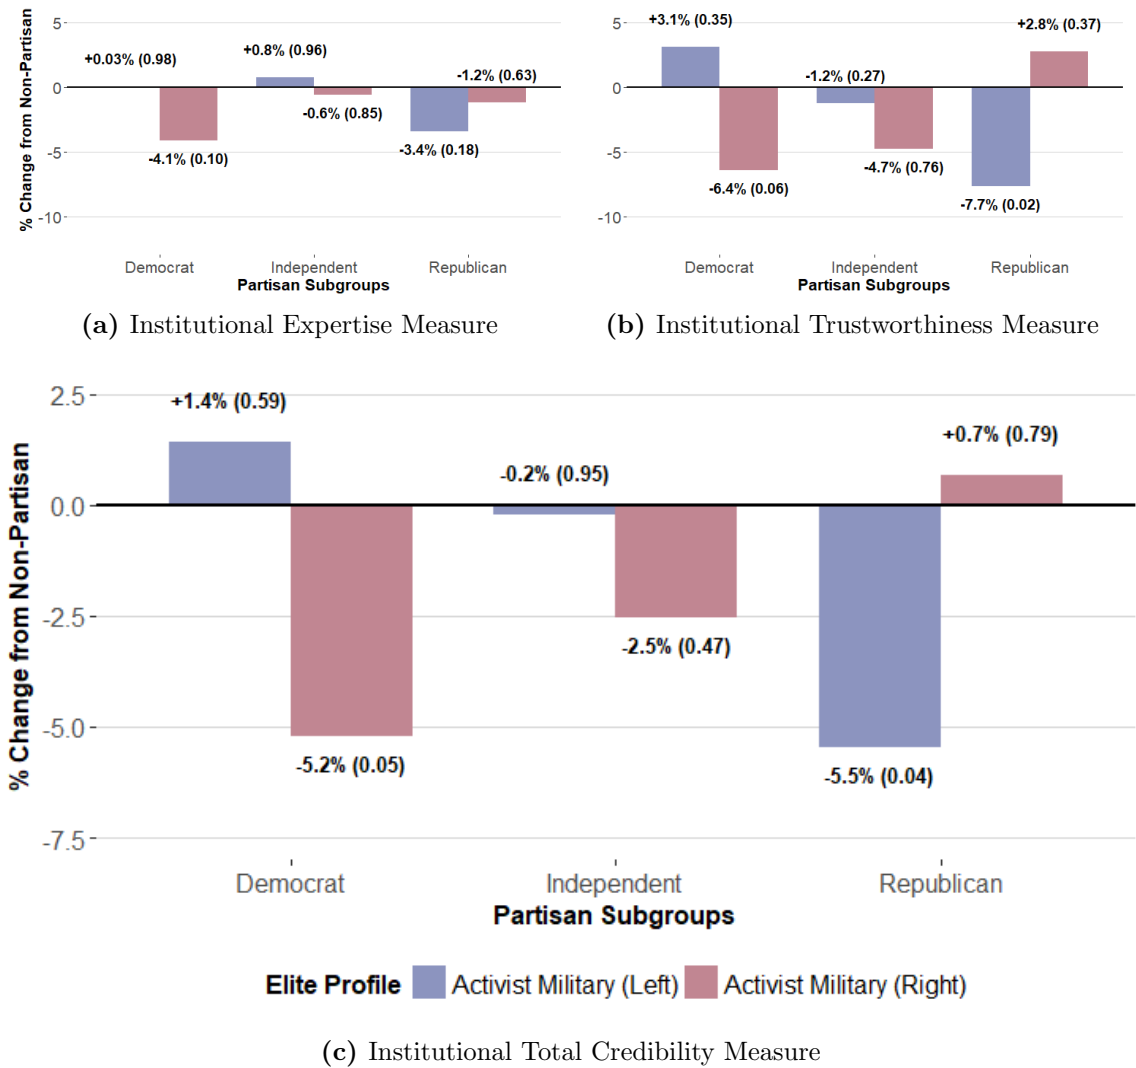 % Change from Non-Partisan
5
0
-5
-10
+0.03% (0.98)
-4.1% (0.10)
+0.8% (0.96)
-0.6% (0.85)
-3.4% (0.18)
-1.2% (0.63)
Democrat
Independent
Republican
Partisan Subgroups
(a) Institutional Expertise Measure
5
0
-5
-10
+3.1% (0.35)
-6.4% (0.06)
-1.2% (0.27)
-4.7% (0.76)
-7.7% (0.02)
+2.8% (0.37)
Democrat
Independent
Republican
Partisan Subgroups
(b) Institutional Trustworthiness Measure
% Change from Non-Partisan
2.5
0.0
-2.5
-5.0
-7.5
+1.4% (0.59)
-5.2% (0.05)
-0.2% (0.95)
-2.5% (0.47)
-5.5% (0.04)
+0.7% (0.79)
Democrat
Independent
Republican
Partisan Subgroups
Elite Profile
Activist Military (Left)
Activist Military (Right)
(c) Institutional Total Credibility Measure